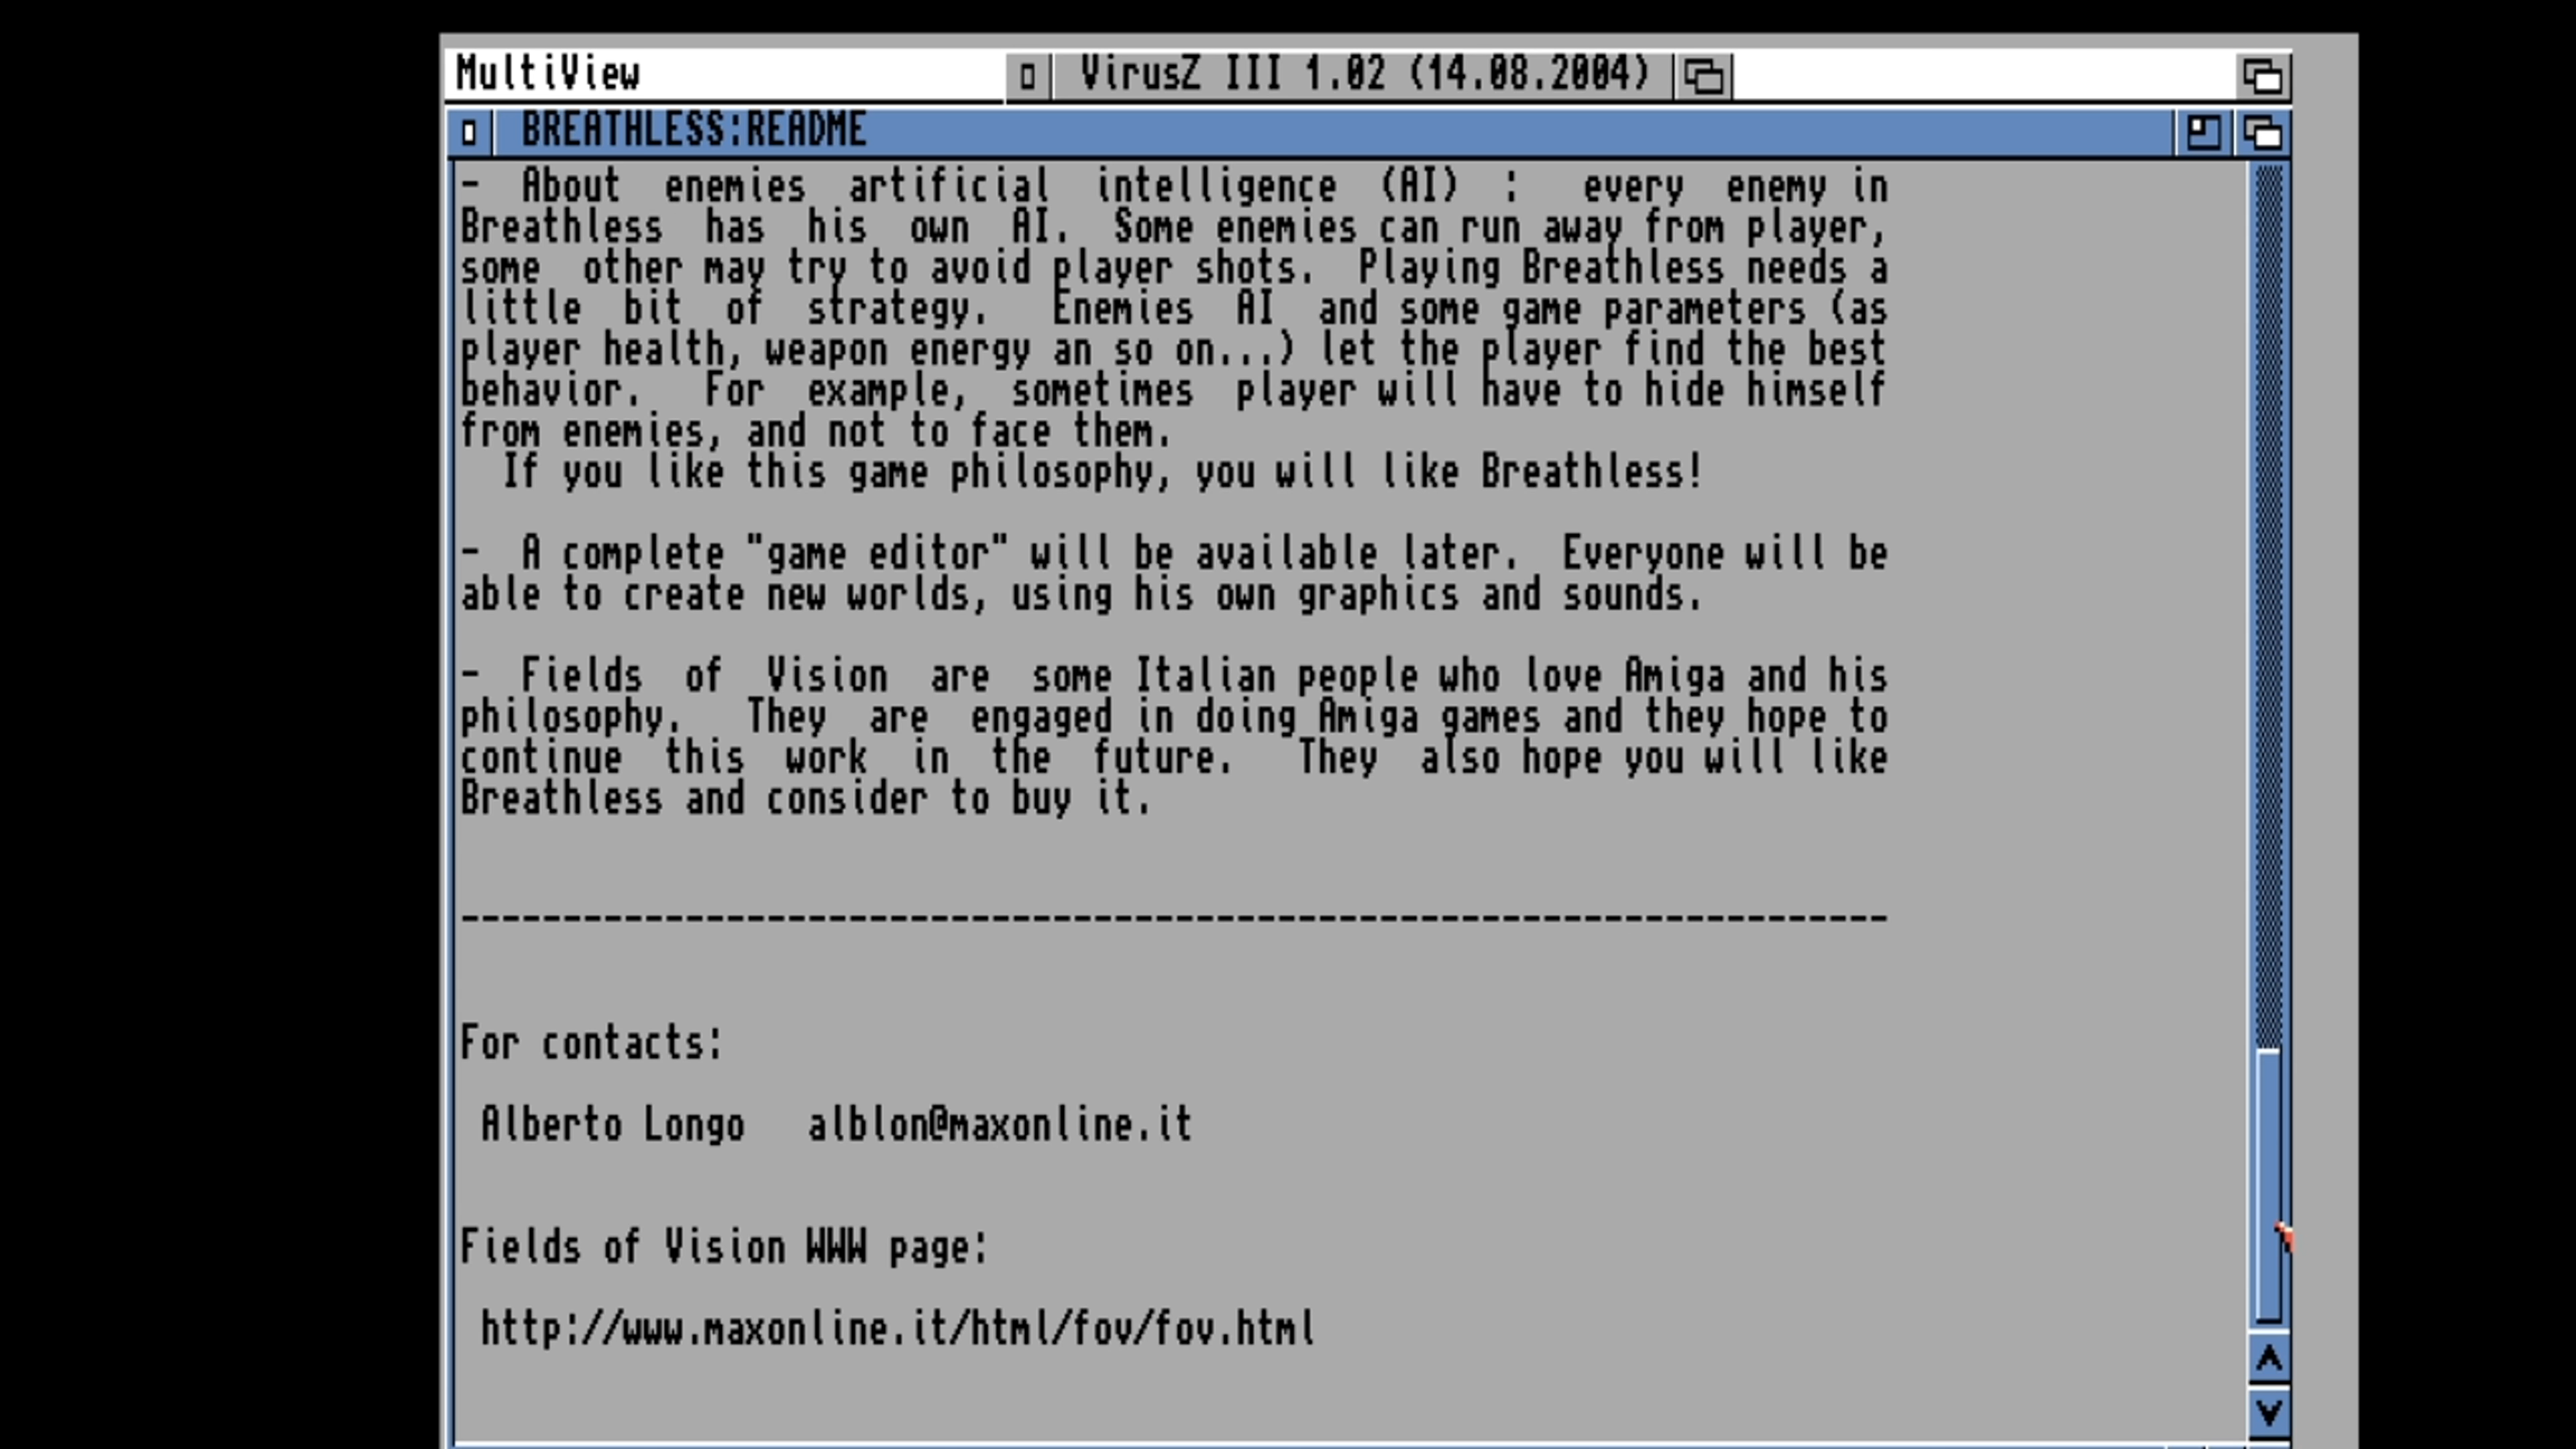 MultiView
VirusZ III 1.02 (14.08.2004)
BREATHLESS:README
-  About  enemies  artificial  intelligence  (AI)  :   every  enemy in
Breathless  has  his  own  AI.  Some enemies can run away from player,
some  other may try to avoid player shots.  Playing Breathless needs a
little  bit  of  strategy.   Enemies  AI  and some game parameters (as
player health, weapon energy an so on...) let the player find the best
behavior.   For  example,  sometimes  player will have to hide himself
from enemies, and not to face them.
  If you like this game philosophy, you will like Breathless!
-  A complete "game editor" will be available later.  Everyone will be
able to create new worlds, using his own graphics and sounds.
-  Fields  of  Vision  are  some Italian people who love Amiga and his
philosophy.   They  are  engaged in doing Amiga games and they hope to
continue  this  work  in  the  future.   They  also hope you will like
Breathless and consider to buy it.
----------------------------------------------------------------------
For contacts:
Alberto Longo   alblon@maxonline.it
Fields of Vision WWW page:
http://www.maxonline.it/html/fov/fov.html